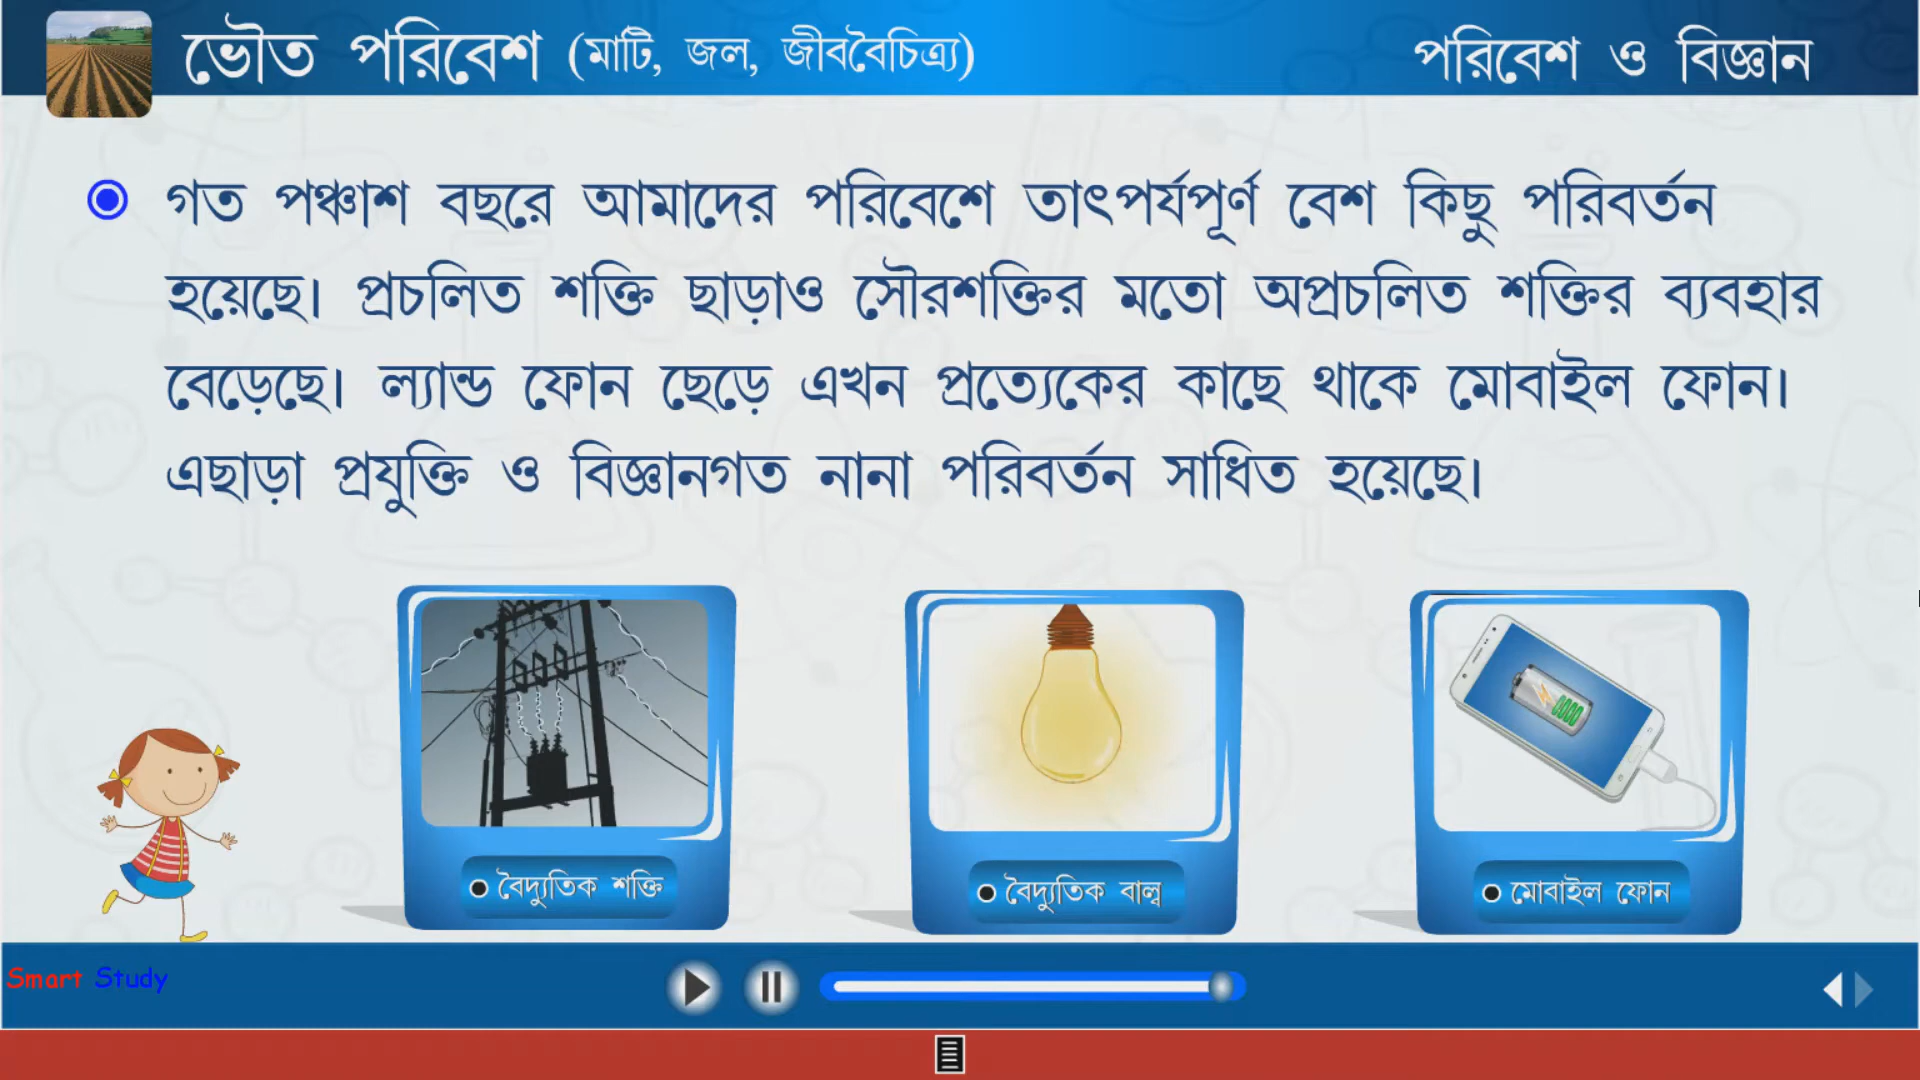 ভৌত পরিবেশ (মাটি, জল, জীববৈচিত্র্য)
পরিবেশ ও বিজ্ঞান
গত পঞ্চাশ বছরে আমাদের পরিবেশে তাৎপর্যপূর্ণ বেশ কিছু পরিবর্তন
হয়েছে। প্রচলিত শক্তি ছাড়াও সৌরশক্তির মতো অপ্রচলিত শক্তির ব্যবহার
বেড়েছে। ল্যান্ড ফোন ছেড়ে এখন প্রত্যেকের কাছে থাকে মোবাইল ফোন।
এছাড়া প্রযুক্তি ও বিজ্ঞানগত নানা পরিবর্তন সাধিত হয়েছে।
বৈদ্যুতিক শক্তি
বৈদ্যুতিক বাল্ব
মোবাইল ফোন
Smart Study